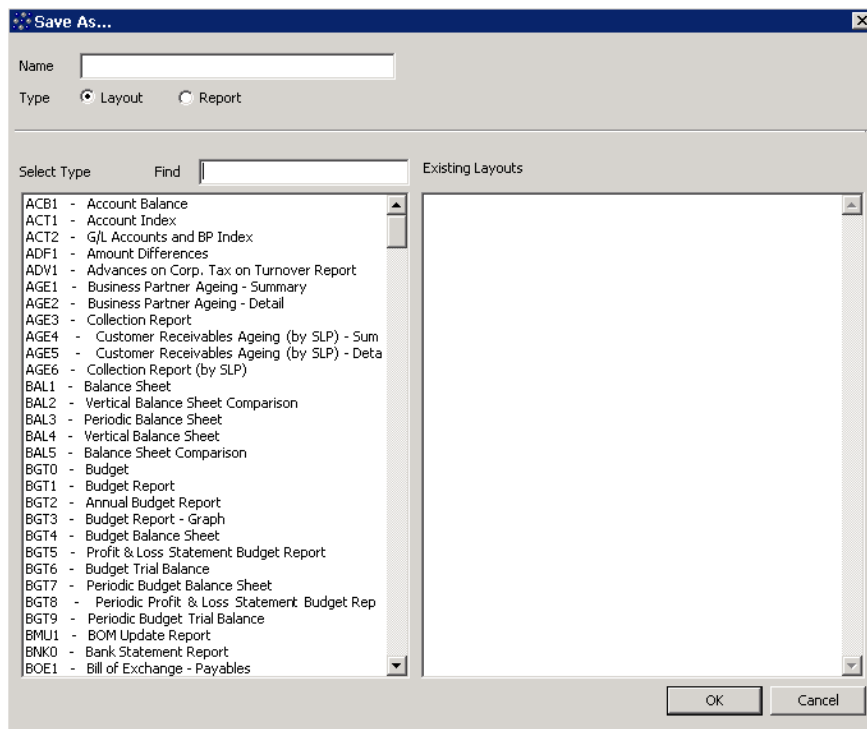 Save As...
Name
Type Layout Report
Select Type Find Existing Layouts
ACB1 - Account Balance
ACT1 - Account Index
ACT2 - G/L Accounts and BP Index
ADF1 - Amount Differences
ADV1 - Advances on Corp. Tax on Turnover Report
AGE1 - Business Partner Ageing - Summary
AGE2 - Business Partner Ageing - Detail
AGE3 - Collection Report
AGE4 - Customer Receivables Ageing (by SLP) - Sum
AGE5 - Customer Receivables Ageing (by SLP) - Deta
AGE6 - Collection Report (by SLP)
BAL1 - Balance Sheet
BAL2 - Vertical Balance Sheet Comparison
BAL3 - Periodic Balance Sheet
BAL4 - Vertical Balance Sheet
BAL5 - Balance Sheet Comparison
BGT0 - Budget
BGT1 - Budget Report
BGT2 - Annual Budget Report
BGT3 - Budget Report - Graph
BGT4 - Budget Balance Sheet
BGT5 - Profit & Loss Statement Budget Report
BGT6 - Budget Trial Balance
BGT7 - Periodic Budget Balance Sheet
BGT8 - Periodic Profit & Loss Statement Budget Rep
BGT9 - Periodic Budget Trial Balance
BMU1 - BOM Update Report
BNK0 - Bank Statement Report
BOE1 - Bill of Exchange - Payables
OK Cancel